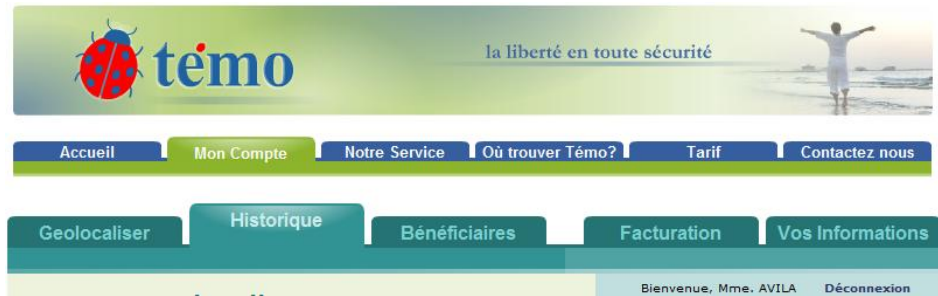 témo
la liberté en toute sécurité
Accueil Mon Compte Notre Service Où trouver Témo? Tarif Contactez nous
Geolocaliser Historique Bénéficiaires Facturation Vos Informations
Bienvenue, Mme. AVILA Déconnexion